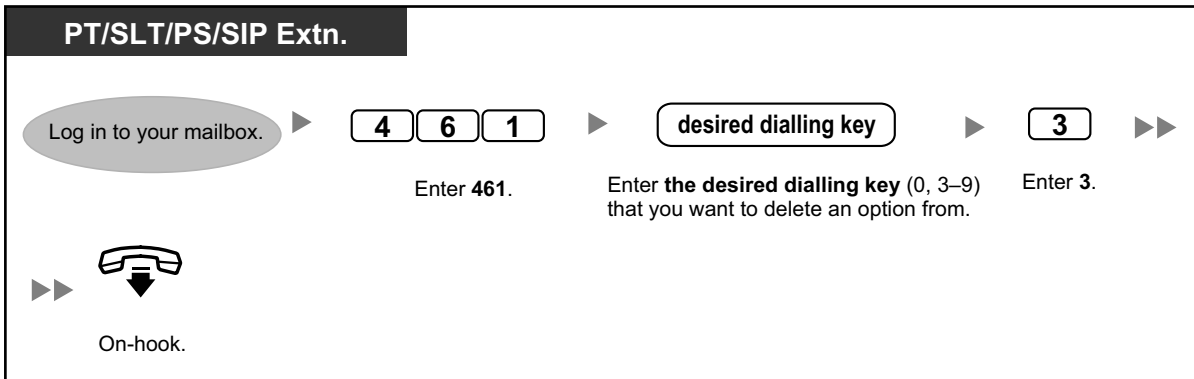 PT/SLT/PS/SIP Extn.
Log in to your mailbox.
4 6 1
desired dialling key
3
Enter 461.
Enter the desired dialling key (0, 3–9)
that you want to delete an option from.
Enter 3.
On-hook.